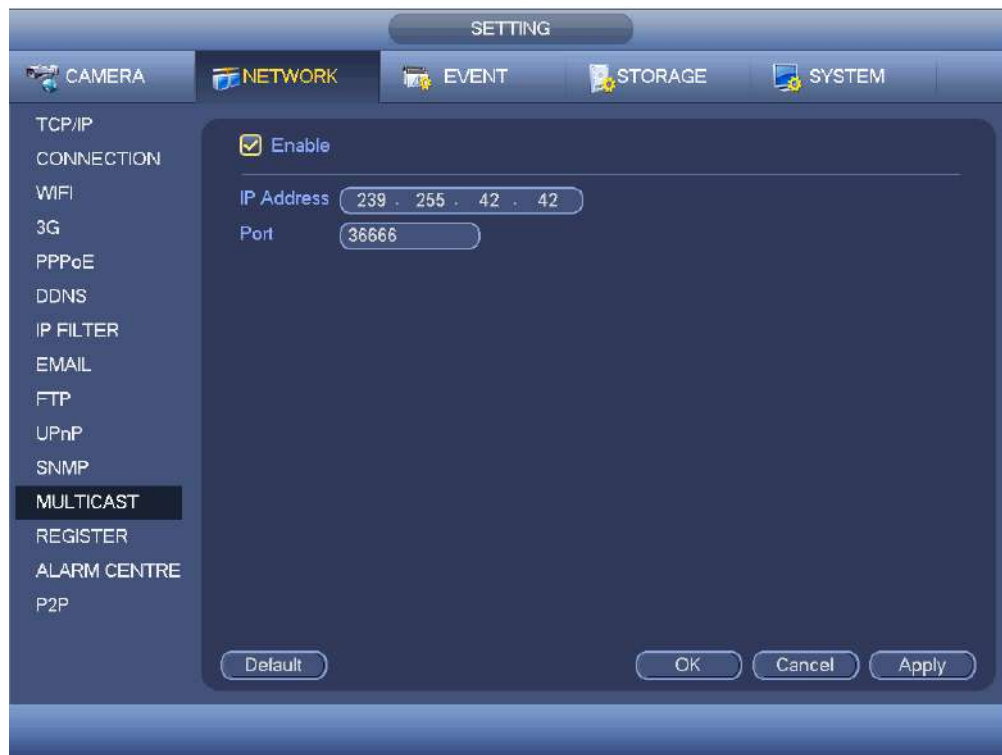 SETTING
CAMERA NETWORK EVENT STORAGE SYSTEM
TCP/IP
CONNECTION
WIFI
3G
PPPoE
DDNS
IP FILTER
EMAIL
FTP
UPnP
SNMP
MULTICAST
REGISTER
ALARM CENTRE
P2P
Enable
IP Address 239 . 255 . 42 . 42
Port 36666
Default OK Cancel Apply